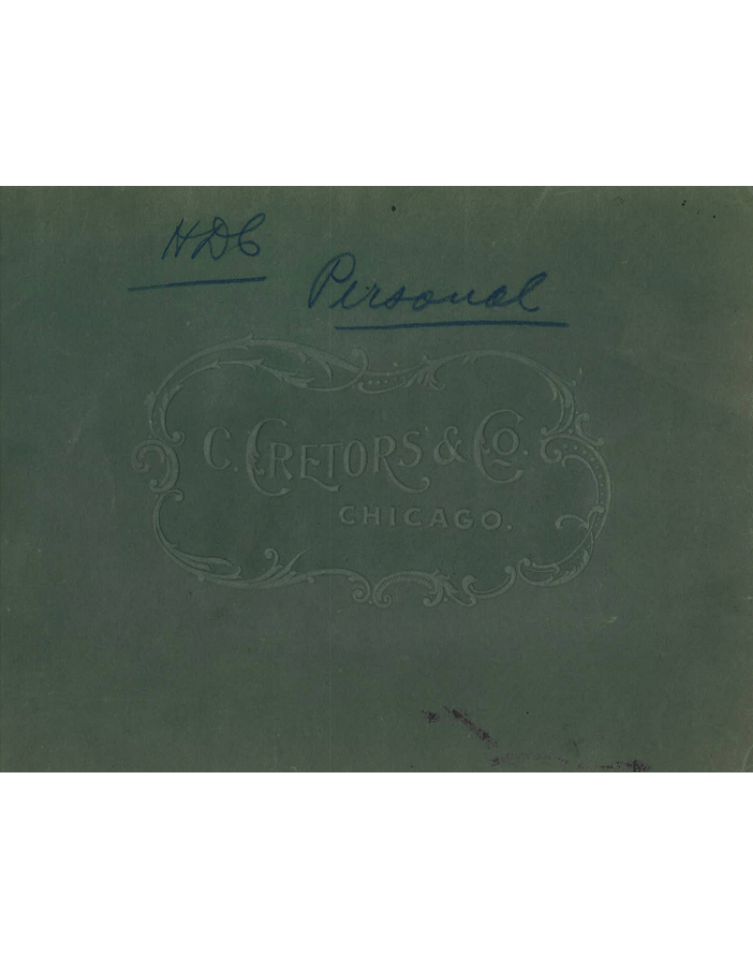 HDC
Personal
C. CRETORS & CO.
CHICAGO.